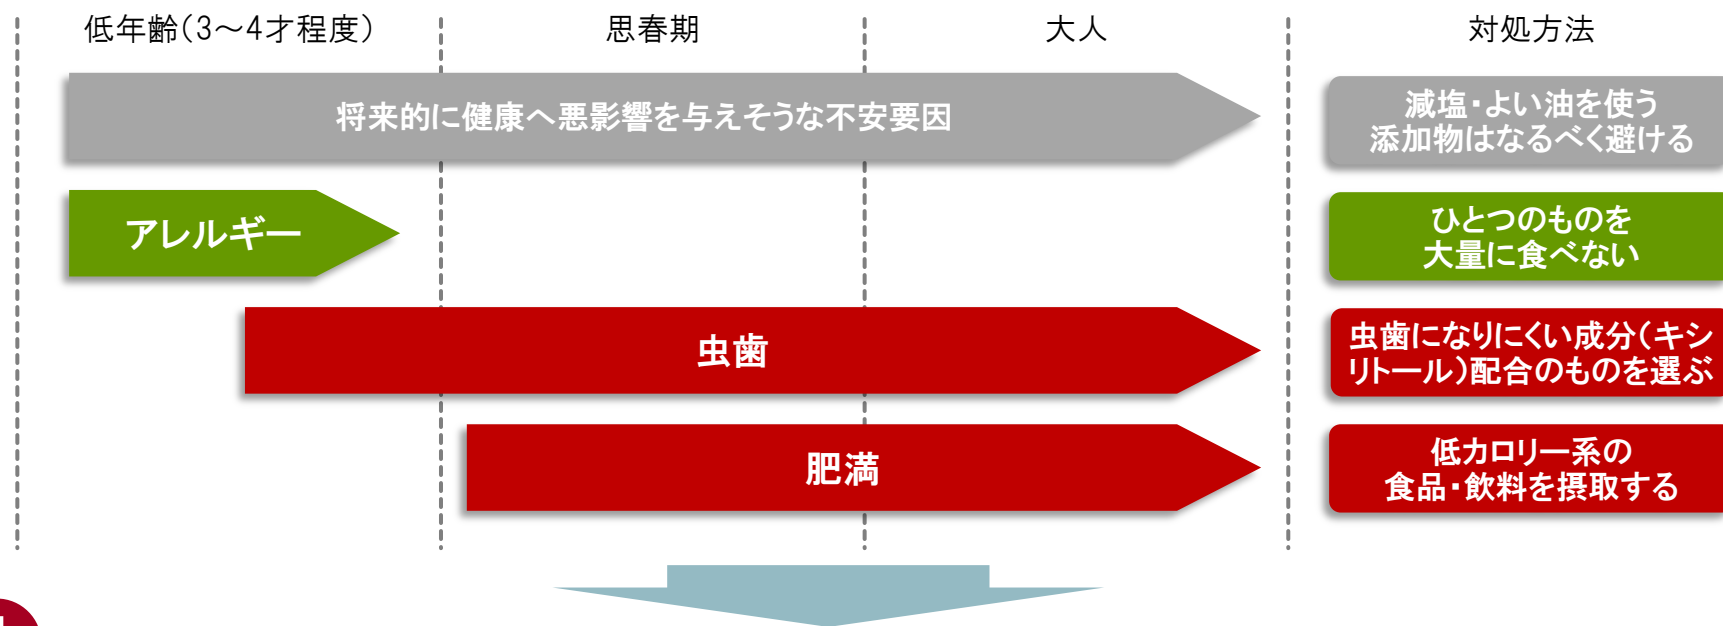 低年齢(3〜4才程度)
思春期
大人
対処方法
将来的に健康へ悪影響を与えそうな不安要因
減塩・よい油を使う
添加物はなるべく避ける
アレルギー
ひとつのものを
大量に食べない
虫歯
虫歯になりにくい成分(キシ
リトール)配合のものを選ぶ
肥満
低カロリー系の
食品・飲料を摂取する